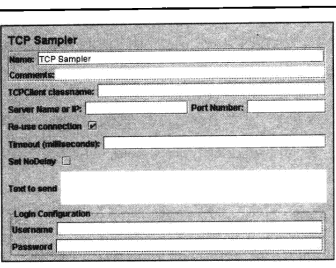 TCP Sampler
Name: TCP Sampler
Comments:
TCPClient classname:
Server Name or IP: Port Number:
Re-use connection
Timeout (milliseconds):
Set NoDelay
Text to send
Login Configuration
Username
Password